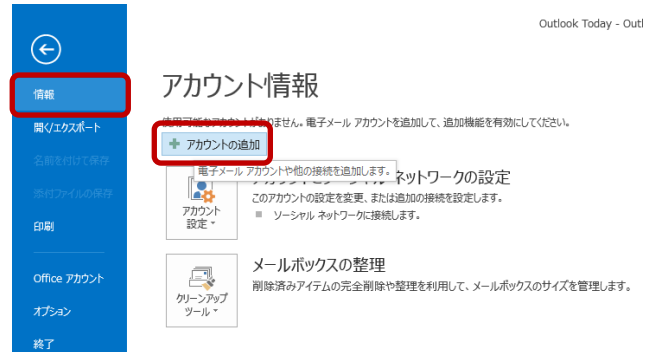 Outlook Today - Outl
情報
開く/エクスポート
名前を付けて保存
添付ファイルの保存
印刷
Office アカウント
オプション
終了
アカウント情報
使用可能なアカウントがありません。電子メール アカウントを追加して、追加機能を有効にしてください。
アカウントの追加
電子メール アカウントや他の接続を追加します。
ネットワークの設定
このアカウントの設定を変更、または追加の接続を設定します。
ソーシャル ネットワークに接続します。
アカウント
設定
メールボックスの整理
削除済みアイテムの完全削除や整理を利用して、メールボックスのサイズを管理します。
クリーンアップ
ツール